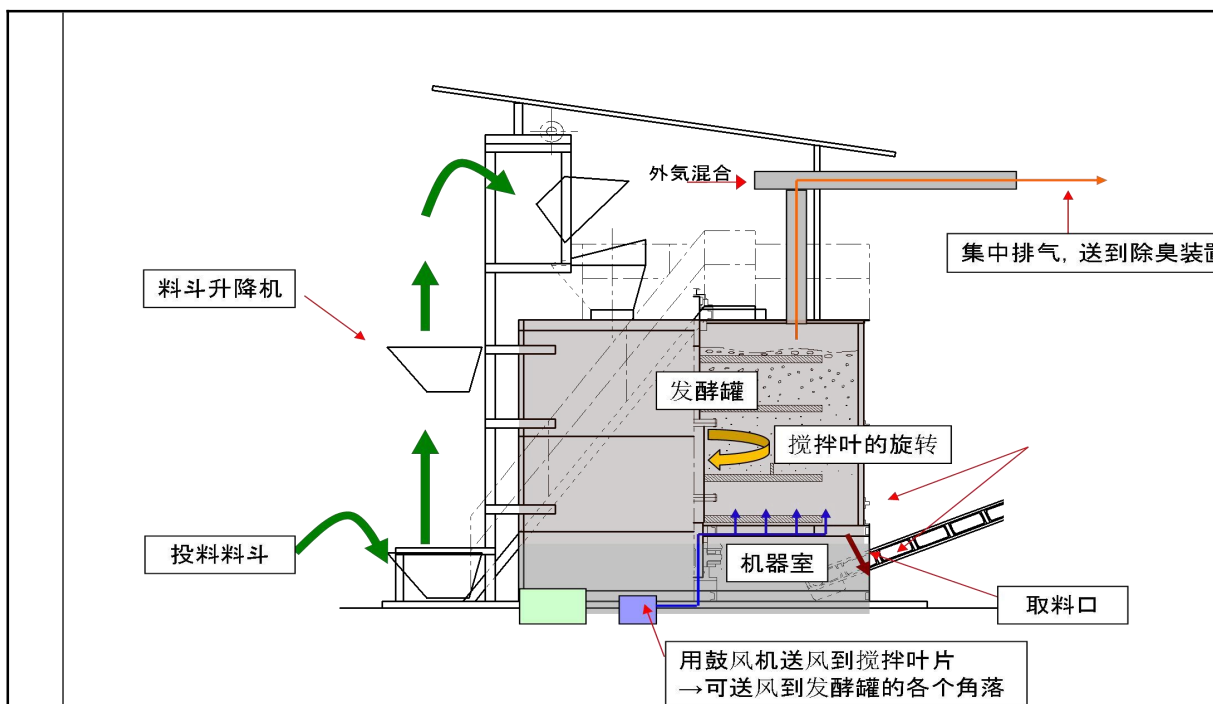 外気混合
集中排气, 送到除臭装置
料斗升降机
发酵罐
搅拌叶的旋转
投料料斗
机器室
取料口
用鼓风机送风到搅拌叶片
→可送风到发酵罐的各个角落